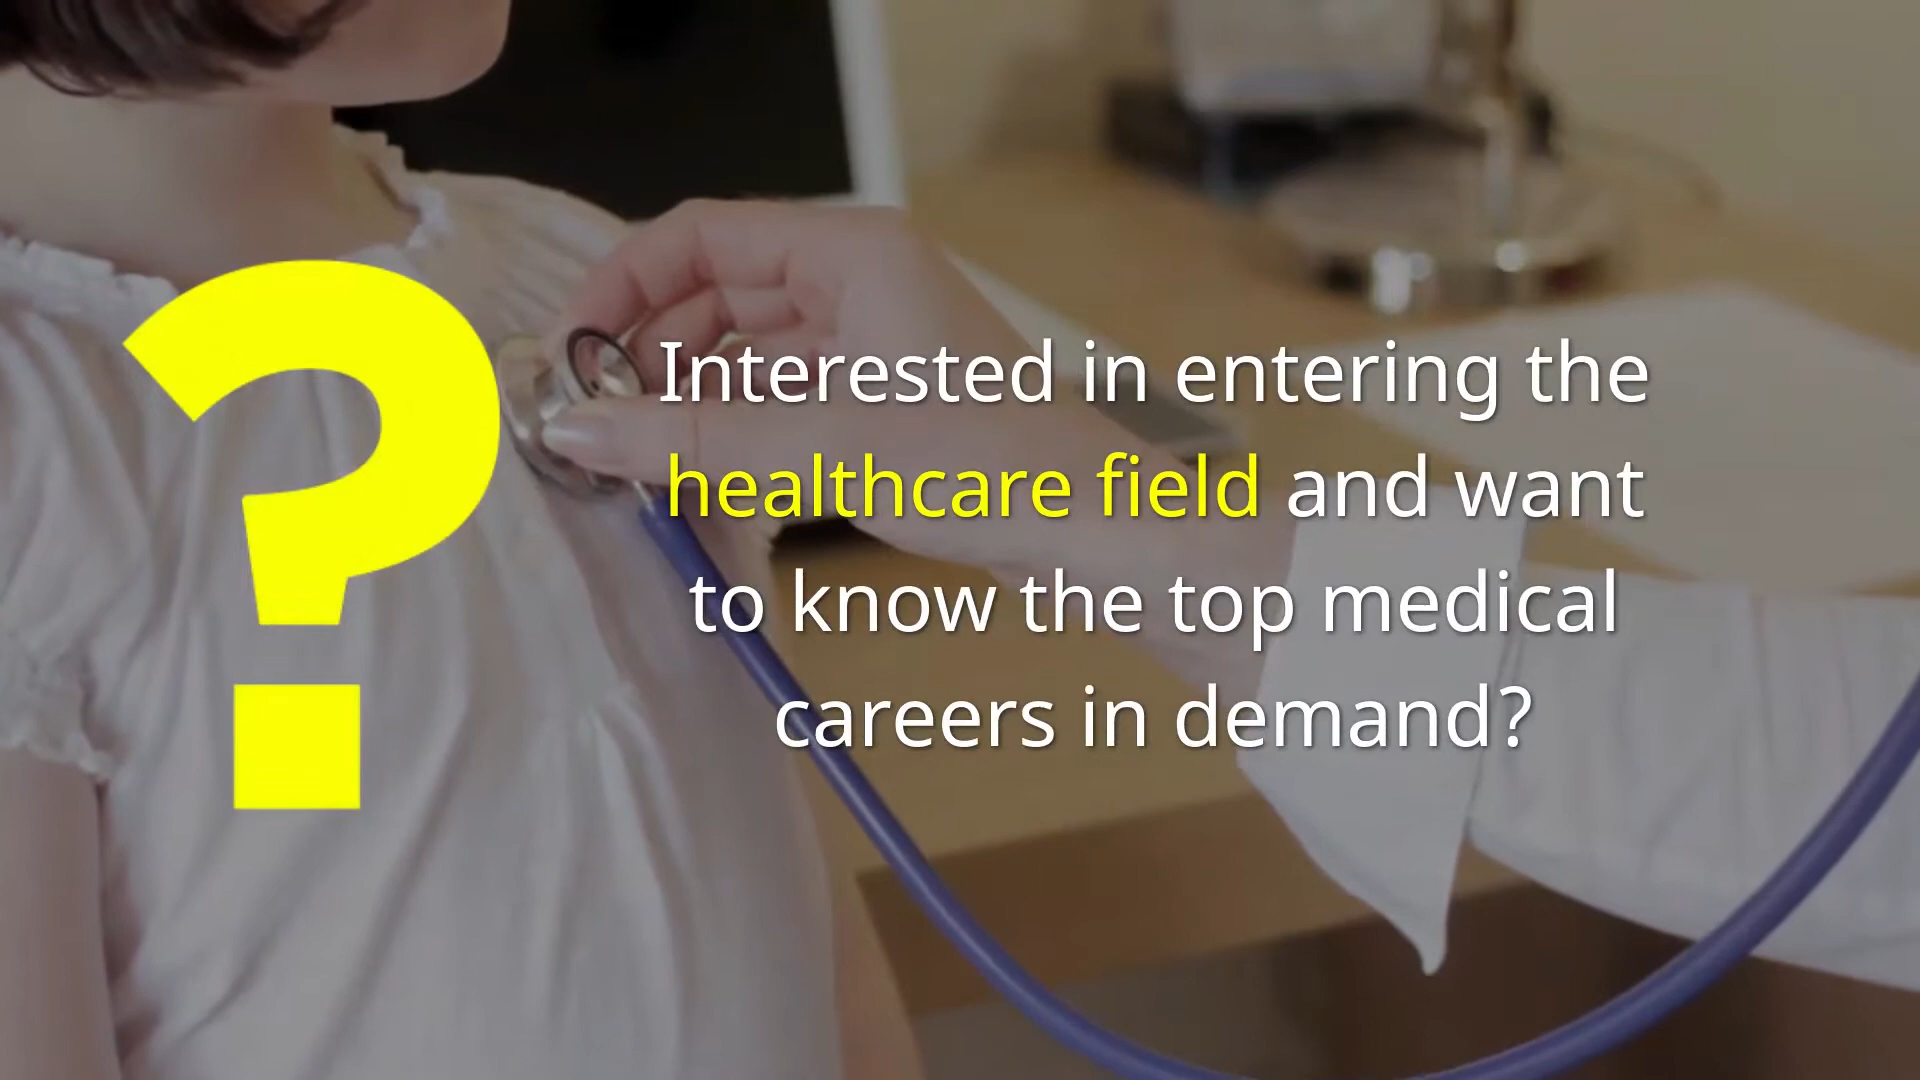 ?
Interested in entering the
healthcare field and want
to know the top medical
careers in demand?